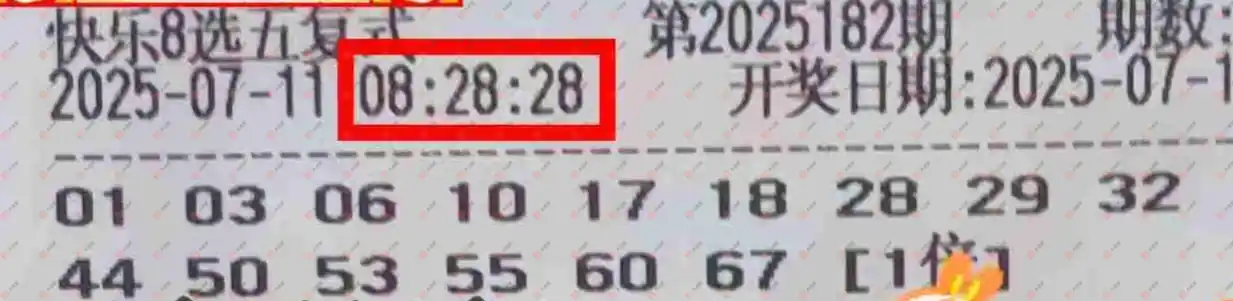 快乐8选五复式 第2025182期 期数:
2025-07-11 08:28:28 开奖日期:2025-07-1
01 03 06 10 17 18 28 29 32
44 50 53 55 60 67 [1倍]